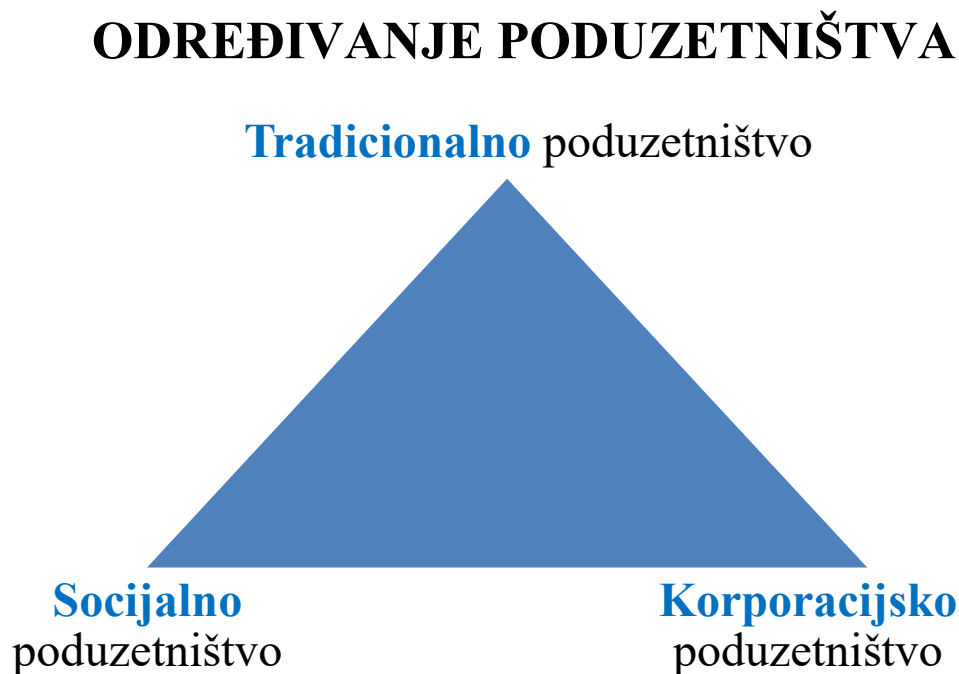 ODREĐIVANJE PODUZETNIŠTVA
Tradicionalno poduzetništvo
Socijalno
poduzetništvo
Korporacijsko
poduzetništvo